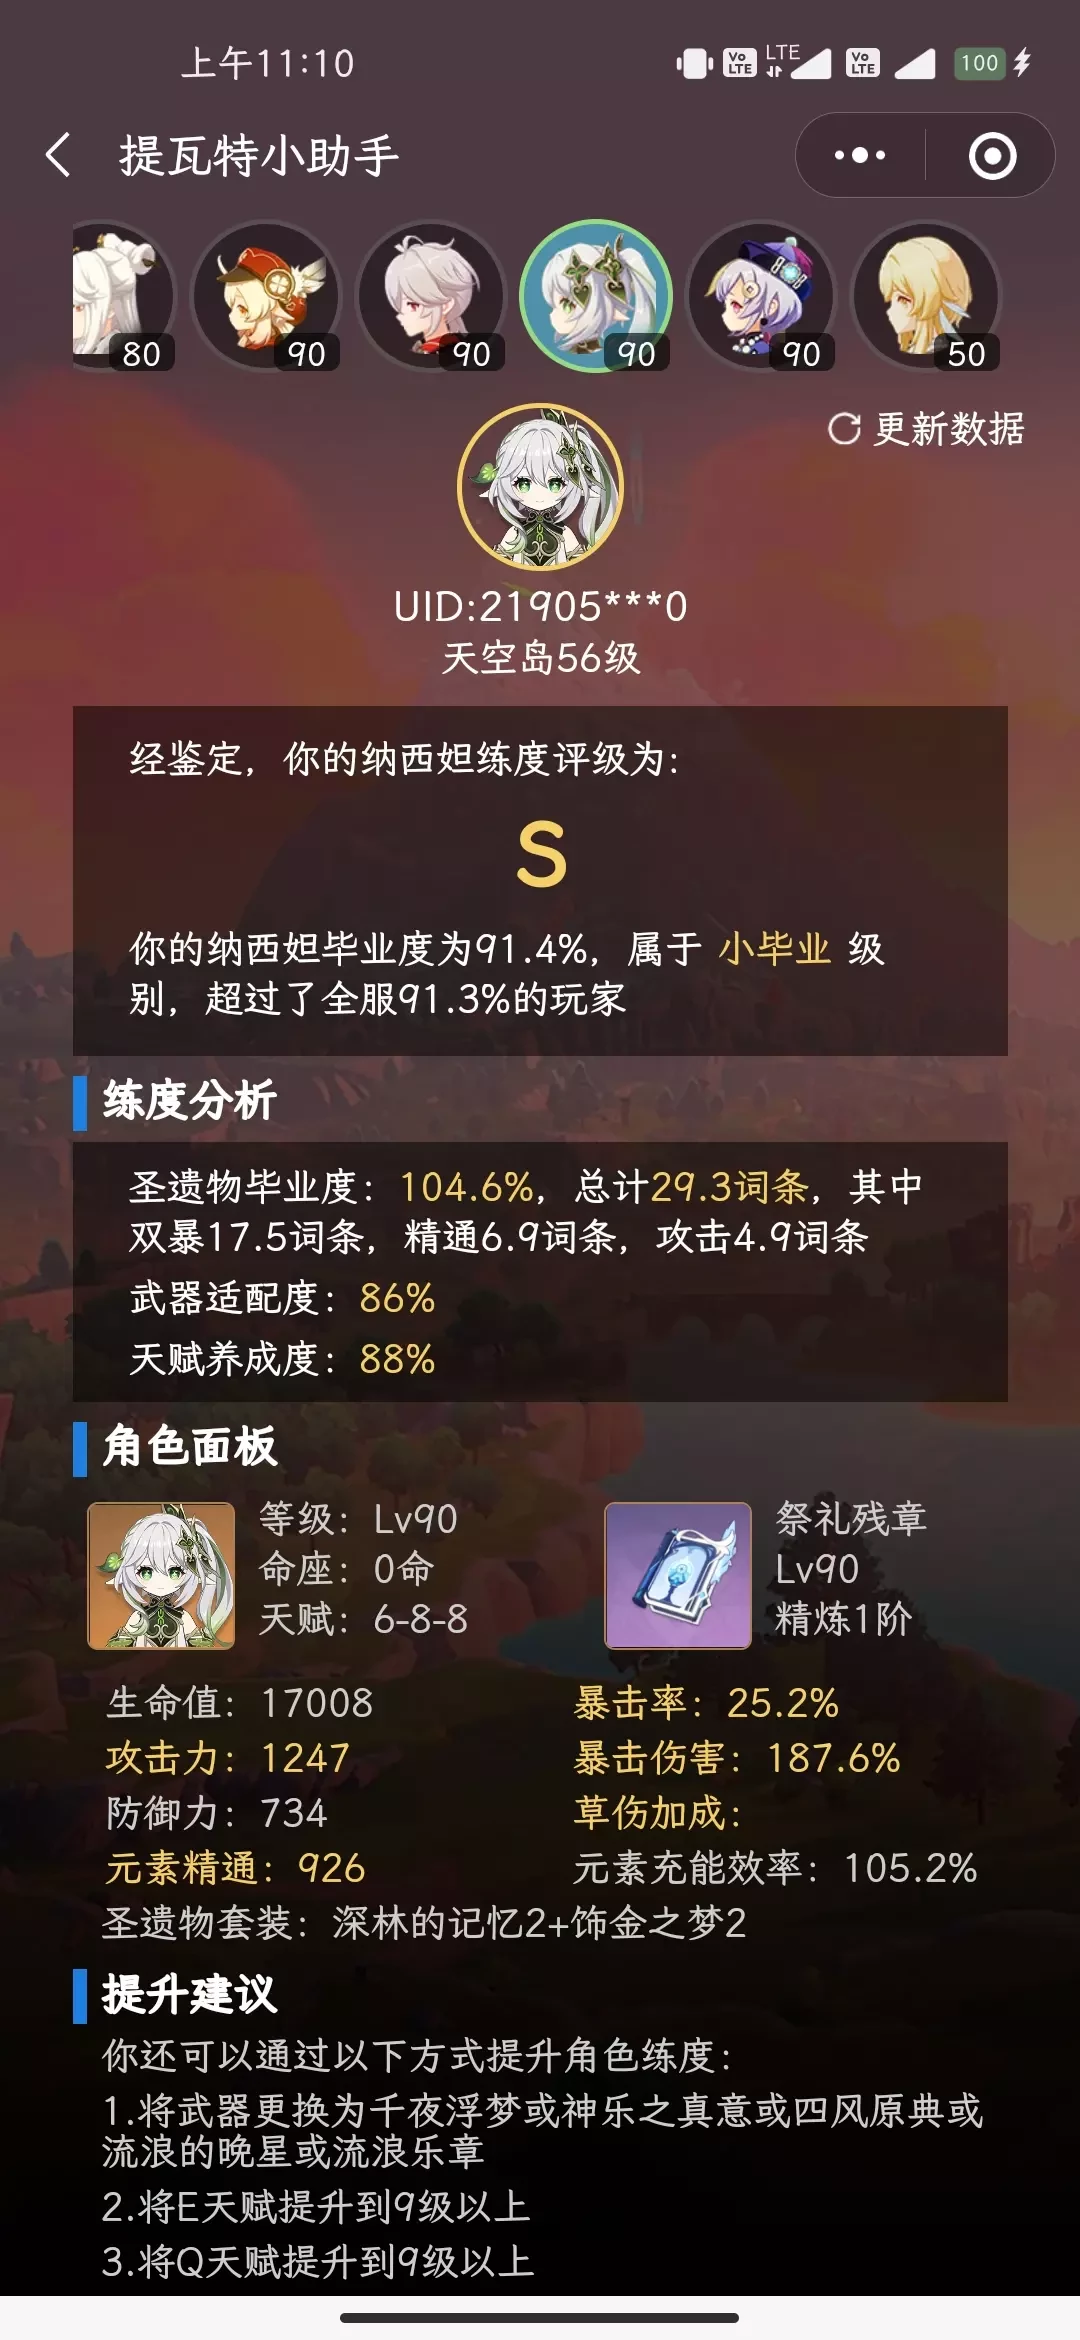 上午11:10
Vo LTE
LTE
Vo LTE
100
提瓦特小助手
80
90
90
90
90
50
更新数据
UID:21905***0
天空岛56级
经鉴定，你的纳西妲练度评级为：
S
你的纳西妲毕业度为91.4%，属于 小毕业 级
别，超过了全服91.3%的玩家
练度分析
圣遗物毕业度：104.6%，总计29.3词条，其中
双暴17.5词条，精通6.9词条，攻击4.9词条
武器适配度：86%
天赋养成度：88%
角色面板
等级：Lv90
命座：0命
天赋：6-8-8
祭礼残章
Lv90
精炼1阶
生命值：17008
暴击率：25.2%
攻击力：1247
暴击伤害：187.6%
防御力：734
草伤加成：
元素精通：926
元素充能效率：105.2%
圣遗物套装：深林的记忆2+饰金之梦2
提升建议
你还可以通过以下方式提升角色练度：
1.将武器更换为千夜浮梦或神乐之真意或四风原典或
流浪的晚星或流浪乐章
2.将E天赋提升到9级以上
3.将Q天赋提升到9级以上